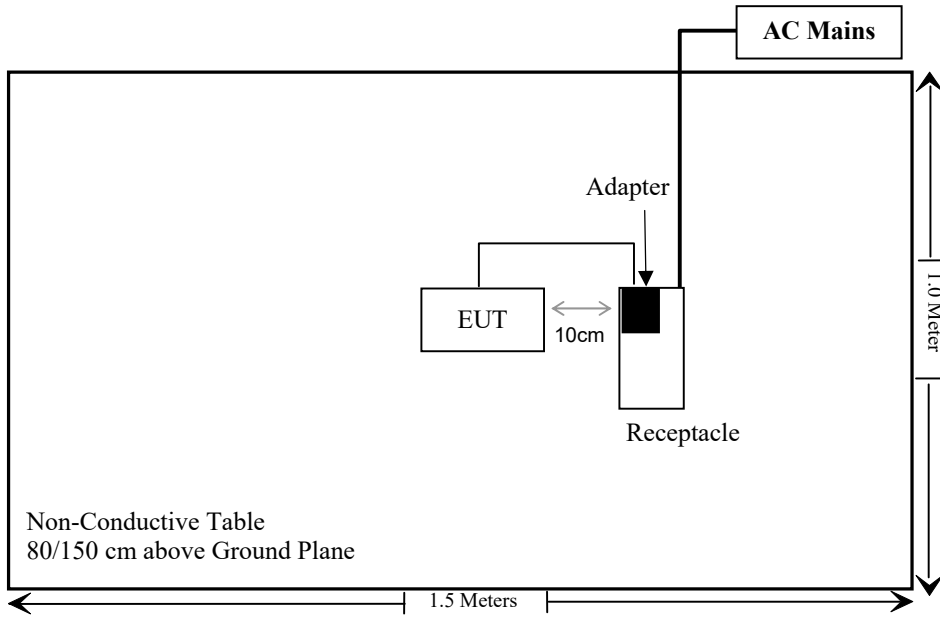 AC Mains
Adapter
EUT
10cm
1.0 Meter
Receptacle
Non-Conductive Table
80/150 cm above Ground Plane
1.5 Meters